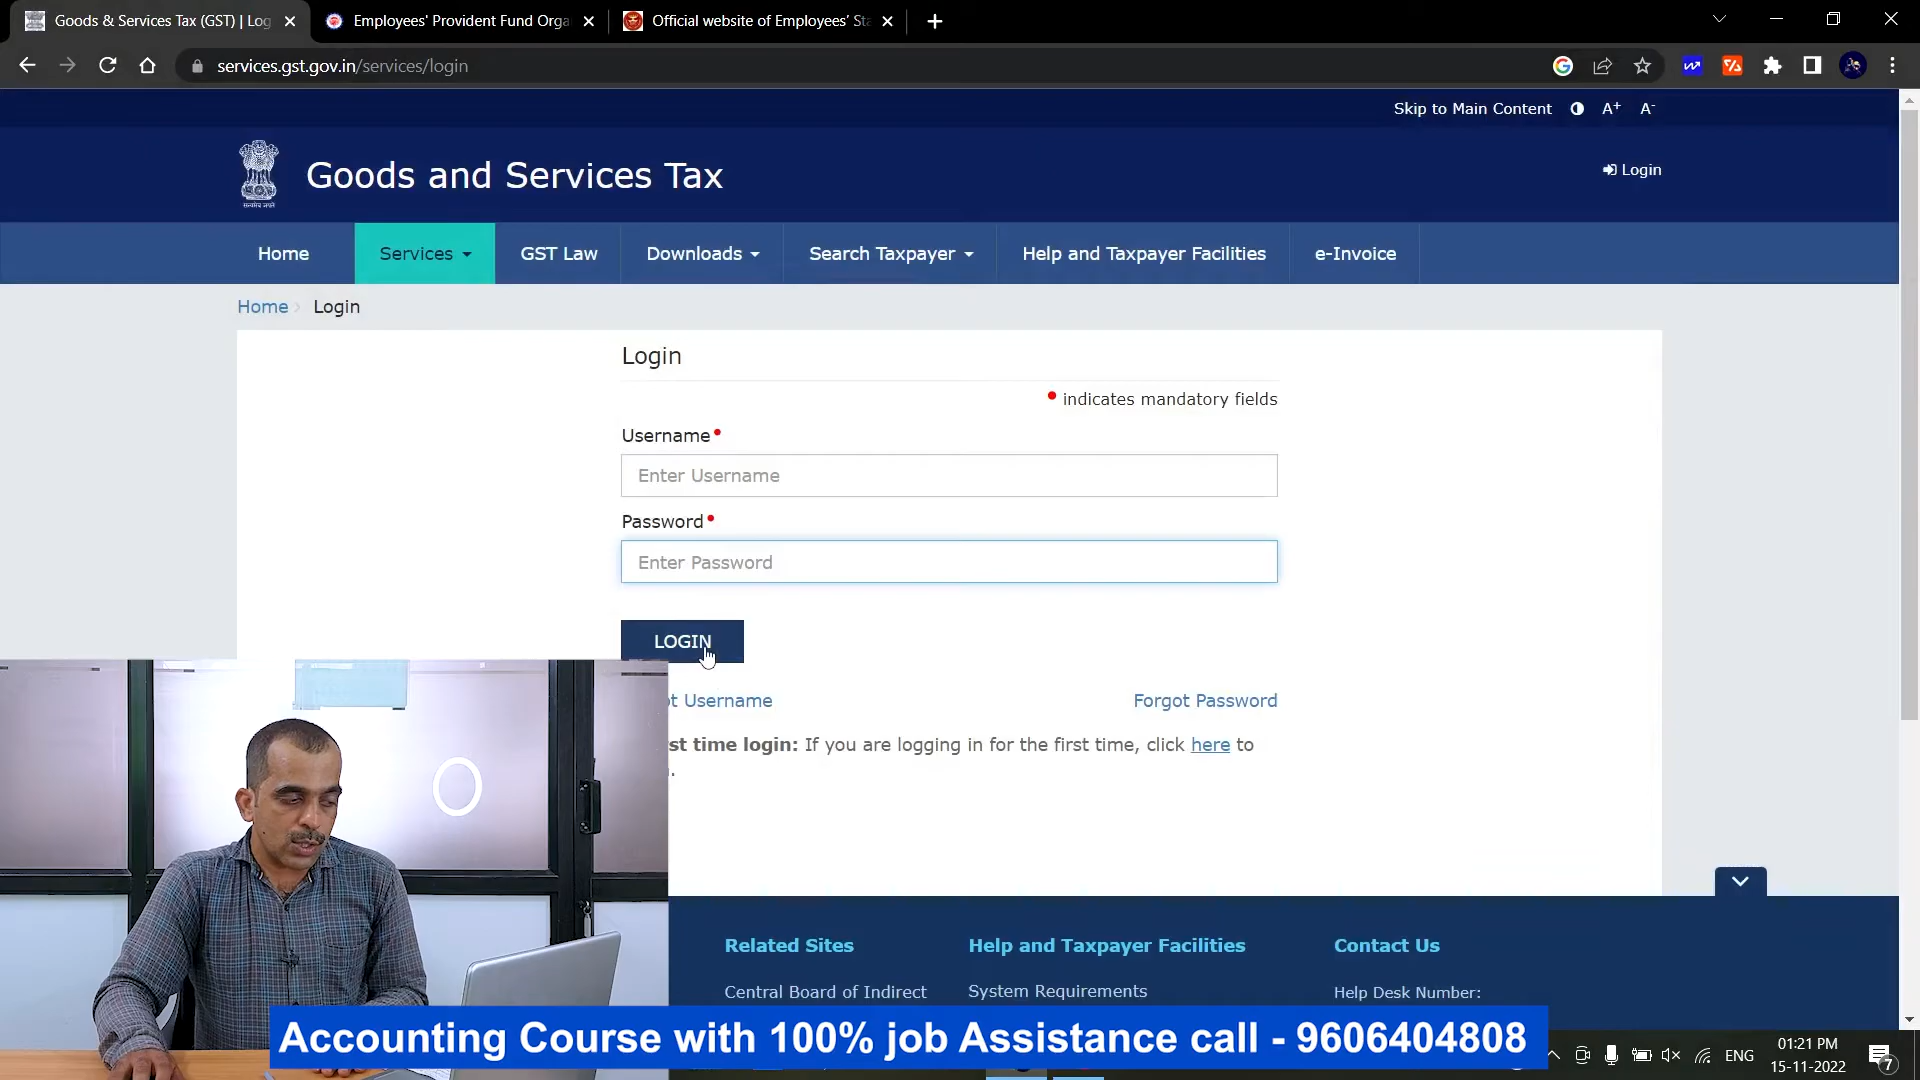 Goods & Services Tax (GST) | Log
Employees' Provident Fund Orga
Official website of Employees' Sta
services.gst.gov.in/services/login
Skip to Main Content A+ A-
Goods and Services Tax
Login
Home Services GST Law Downloads Search Taxpayer Help and Taxpayer Facilities e-Invoice
Home Login
Login
indicates mandatory fields
Username
Enter Username
Password
Enter Password
LOGIN
t Username Forgot Password
st time login: If you are logging in for the first time, click here to
Related Sites Help and Taxpayer Facilities Contact Us
Central Board of Indirect System Requirements Help Desk Number:
Accounting Course with 100% job Assistance call - 9606404808
ENG
01:21 PM
15-11-2022
7